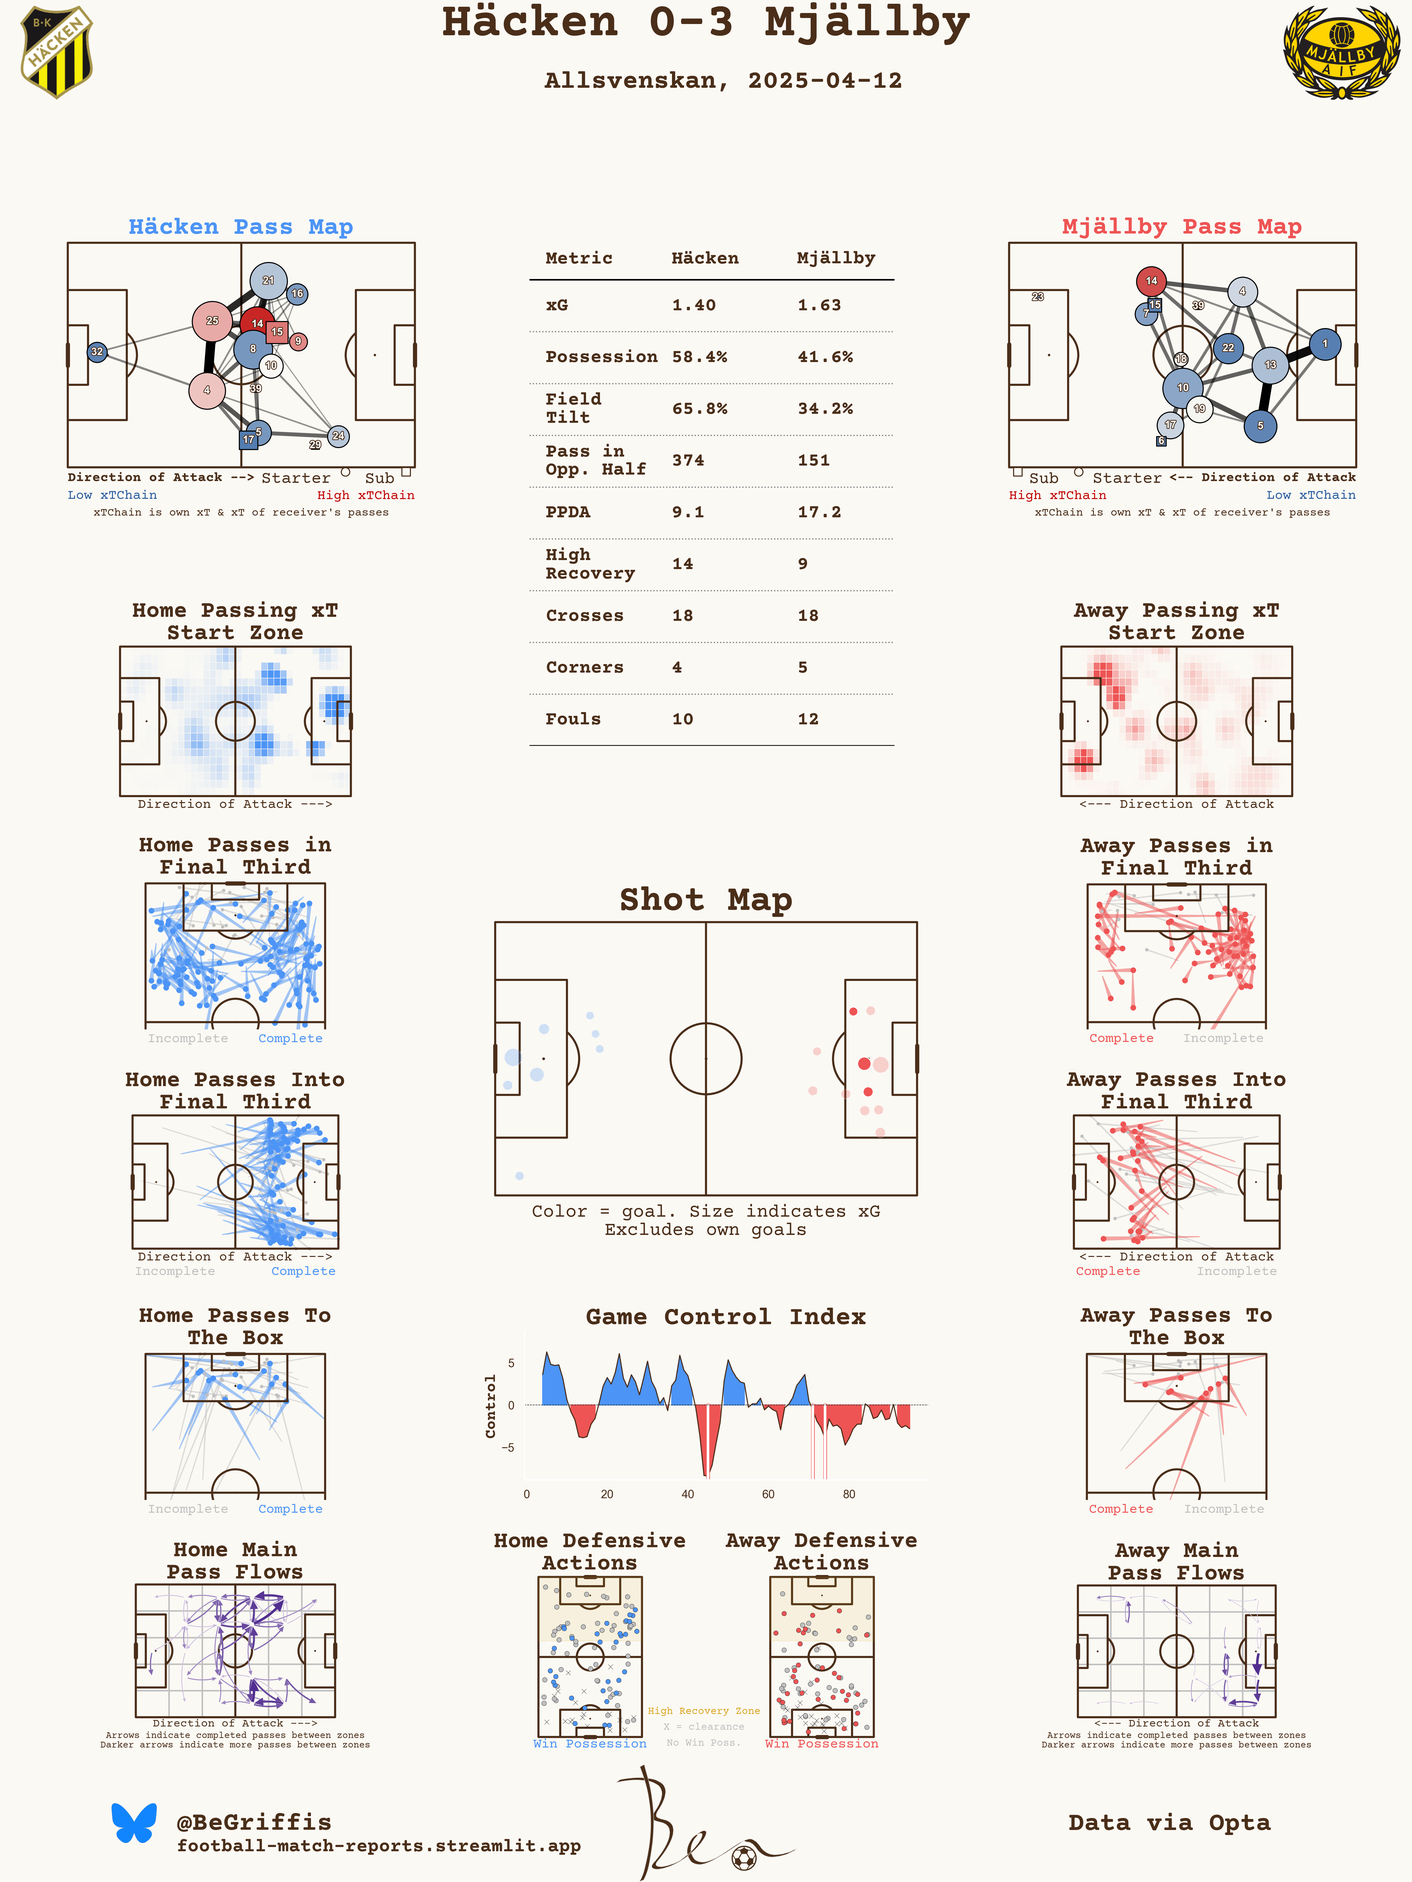 Häcken 0-3 Mjällby
Allsvenskan, 2025-04-12
B·K
HÄCKEN
MJÄLLBY
AIF
Häcken Pass Map
21
16
25
14
15
9
8
32
10
4
39
5
17
24
29
Direction of Attack --> Starter Sub
Low xTChain High xTChain
xTChain is own xT & xT of receiver's passes
Metric Häcken Mjällby
xG 1.40 1.63
Possession 58.4% 41.6%
Field
Tilt 65.8% 34.2%
Pass in
Opp. Half 374 151
PPDA 9.1 17.2
High
Recovery 14 9
Crosses 18 18
Corners 4 5
Fouls 10 12
Mjällby Pass Map
14
4
23
15
39
7
1
22
18
13
10
19
17
5
6
Sub Starter <-- Direction of Attack
High xTChain Low xTChain
xTChain is own xT & xT of receiver's passes
Home Passing xT
Start Zone
Direction of Attack --->
Away Passing xT
Start Zone
<--- Direction of Attack
Home Passes in
Final Third
Incomplete Complete
Away Passes in
Final Third
Complete Incomplete
Shot Map
Color = goal. Size indicates xG
Excludes own goals
Home Passes Into
Final Third
Direction of Attack --->
Incomplete Complete
Away Passes Into
Final Third
<--- Direction of Attack
Complete Incomplete
Home Passes To
The Box
Incomplete Complete
Game Control Index
Control
5
0
−5
0 20 40 60 80
Away Passes To
The Box
Complete Incomplete
Home Main
Pass Flows
Direction of Attack --->
Arrows indicate completed passes between zones
Darker arrows indicate more passes between zones
Home Defensive
Actions
Win Possession
High Recovery Zone
X = clearance
No Win Poss.
Away Defensive
Actions
Win Possession
Away Main
Pass Flows
<--- Direction of Attack
Arrows indicate completed passes between zones
Darker arrows indicate more passes between zones
@BeGriffis
football-match-reports.streamlit.app
Ben
Data via Opta